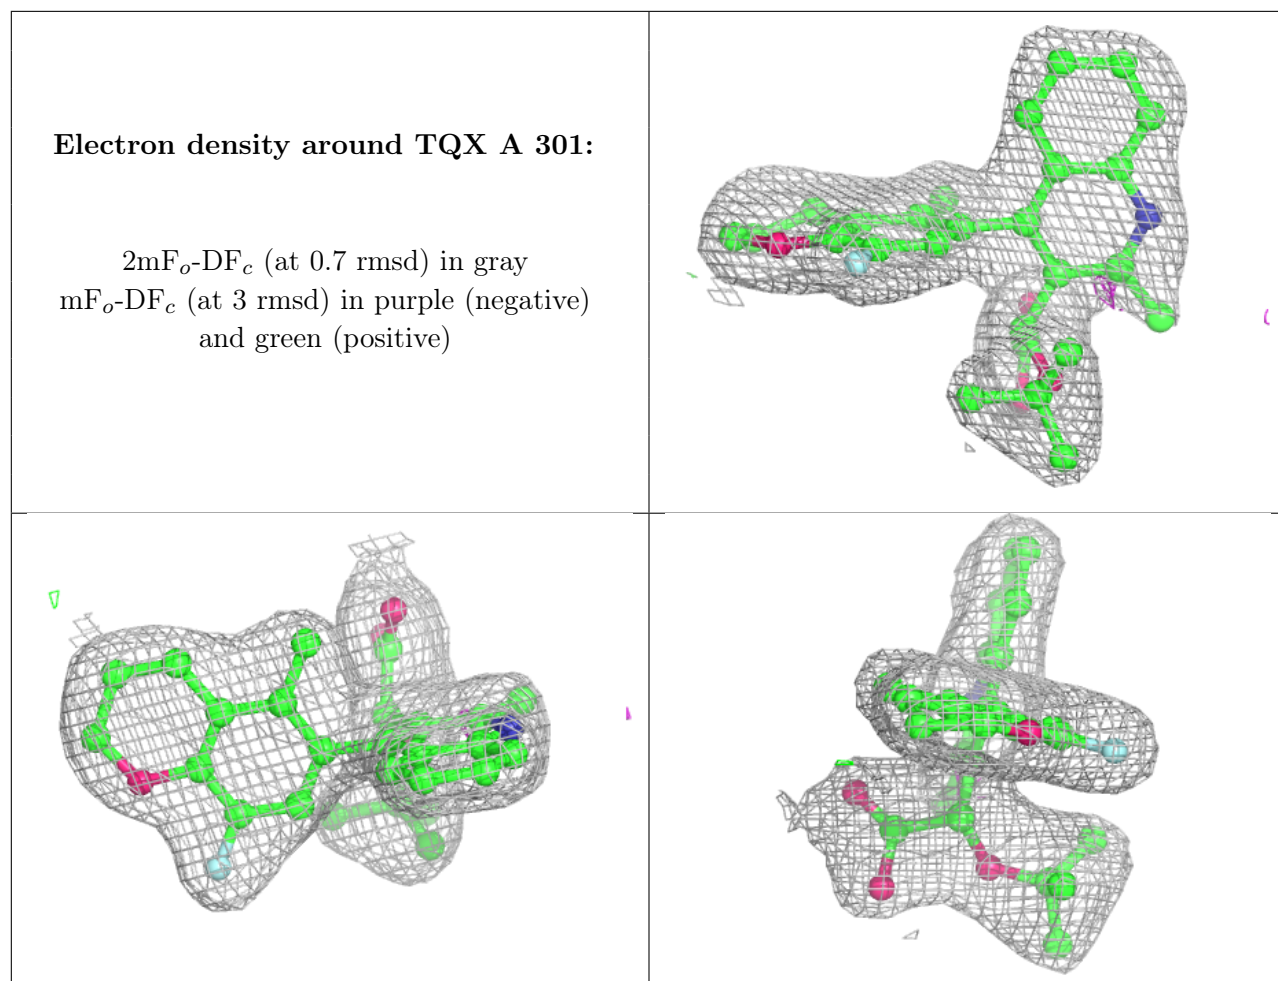 Electron density around TQX A 301:
2mFo-DFc (at 0.7 rmsd) in gray
mFo-DFc (at 3 rmsd) in purple (negative)
and green (positive)